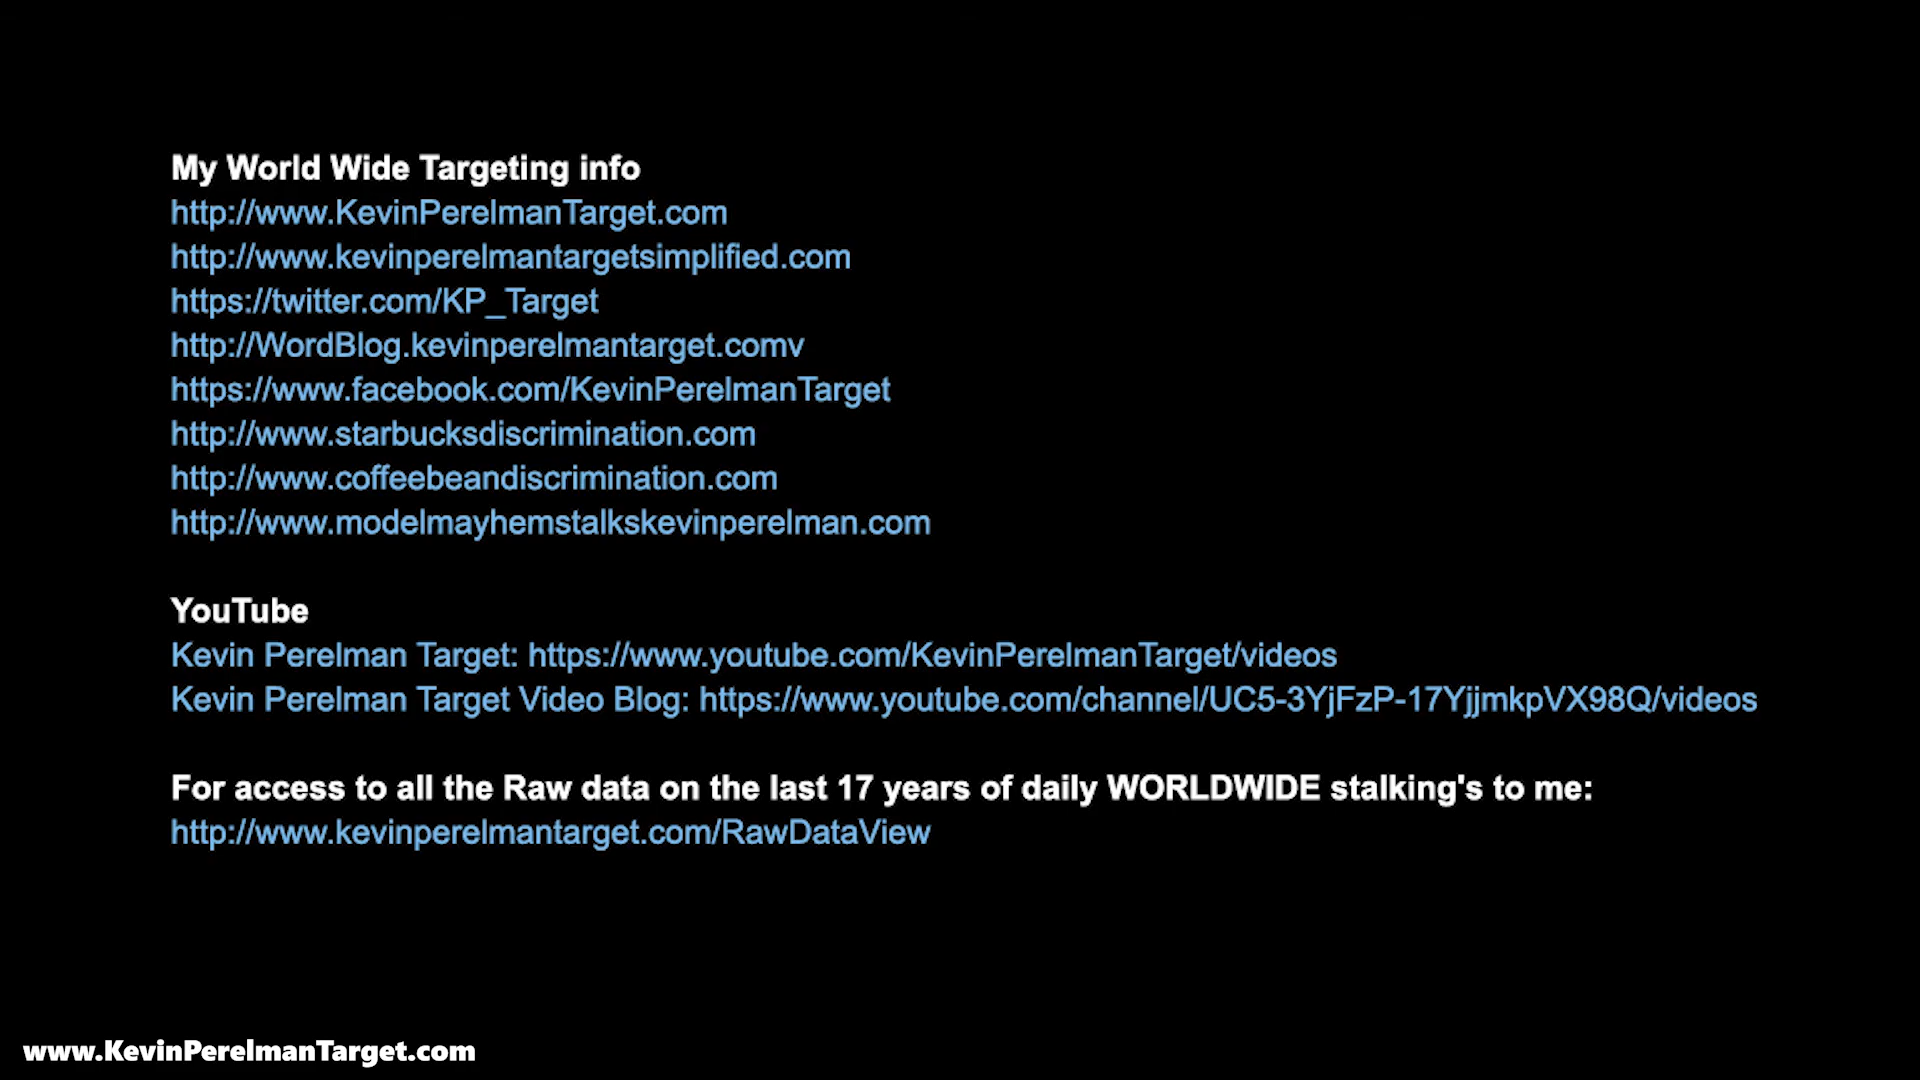 My World Wide Targeting info
http://www.KevinPerelmanTarget.com
http://www.kevinperelmantargetsimplified.com
https://twitter.com/KP_Target
http://WordBlog.kevinperelmantarget.comv
https://www.facebook.com/KevinPerelmanTarget
http://www.starbucksdiscrimination.com
http://www.coffeebeandiscrimination.com
http://www.modelmayhemstalkskevinperelman.com
YouTube
Kevin Perelman Target: https://www.youtube.com/KevinPerelmanTarget/videos
Kevin Perelman Target Video Blog: https://www.youtube.com/channel/UC5-3YjFzP-17YjjmkpVX98Q/videos
For access to all the Raw data on the last 17 years of daily WORLDWIDE stalking's to me:
http://www.kevinperelmantarget.com/RawDataView
www.KevinPerelmanTarget.com